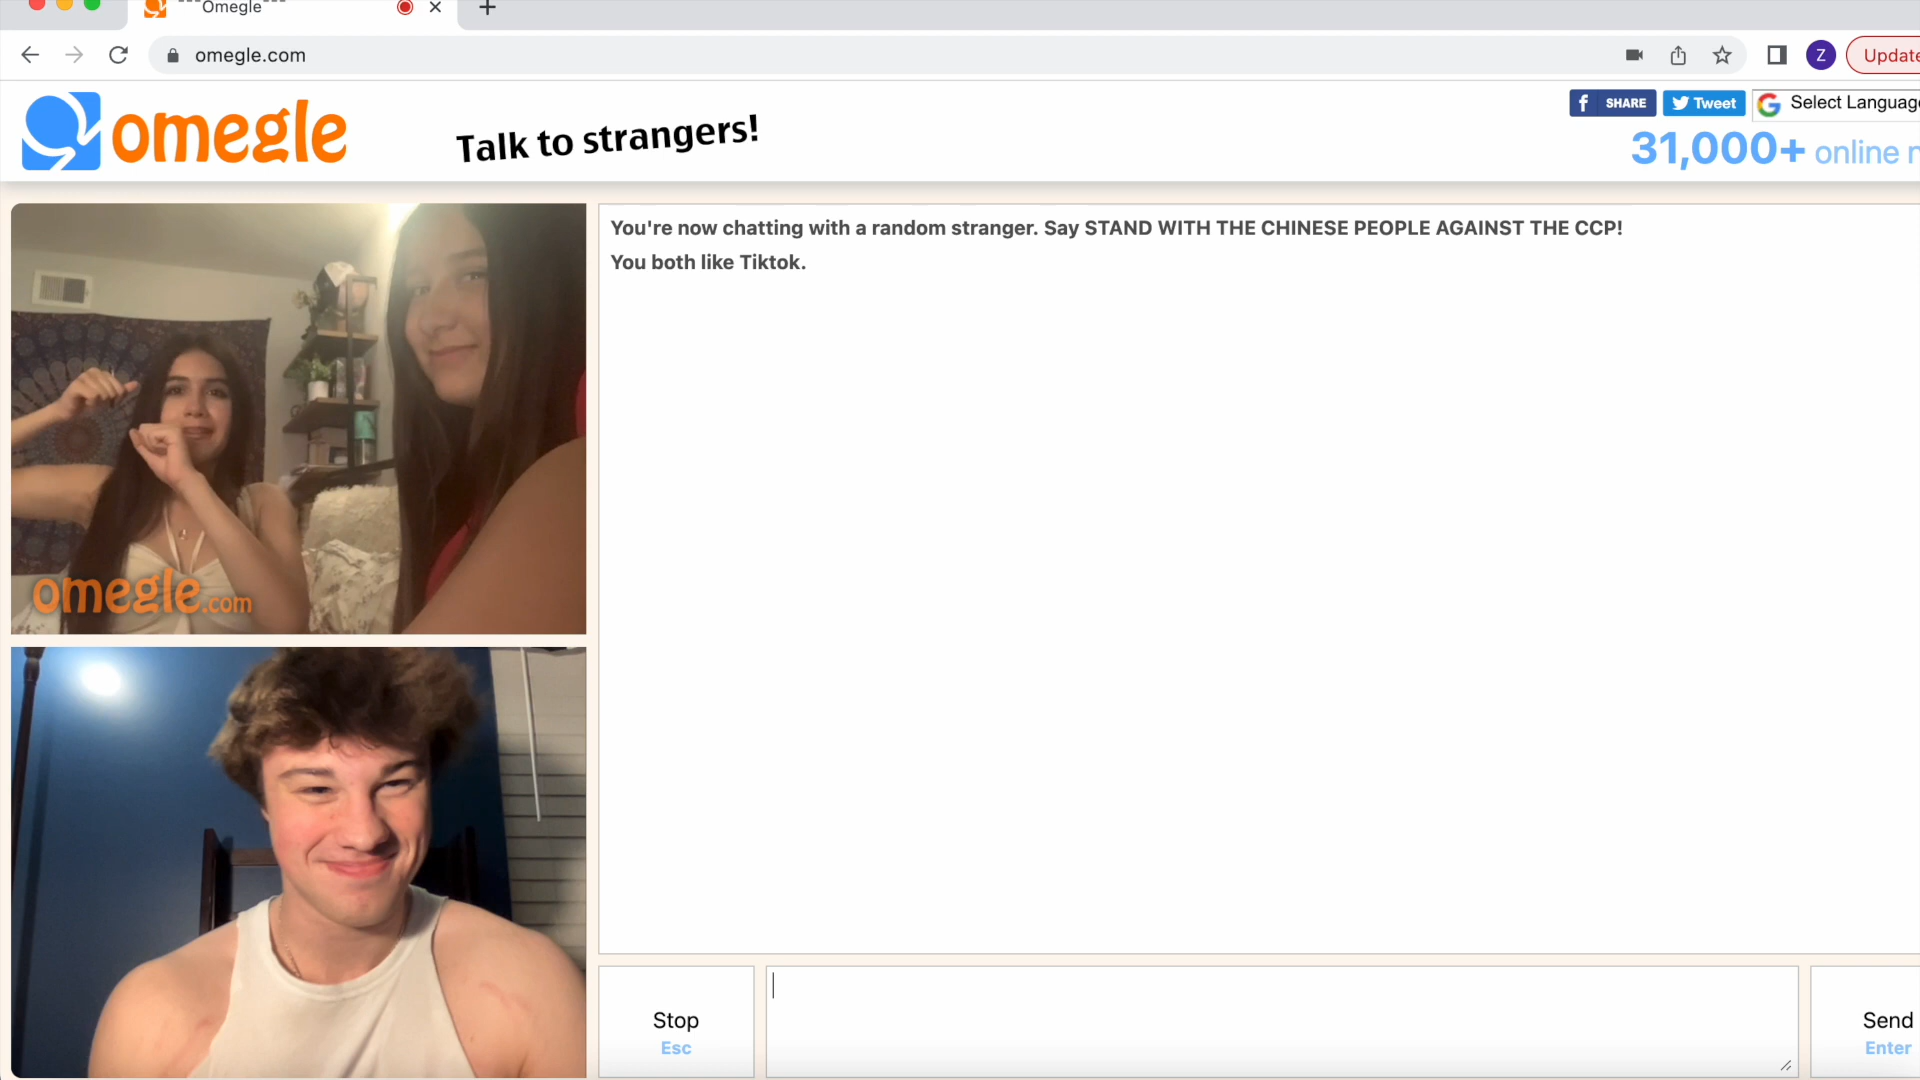 Omegle
omegle.com
Update
omegle
Talk to strangers!
SHARE
Tweet
Select Language
31,000+ online
You're now chatting with a random stranger. Say STAND WITH THE CHINESE PEOPLE AGAINST THE CCP!
You both like Tiktok.
omegle.com
Stop
Esc
Send
Enter
Z